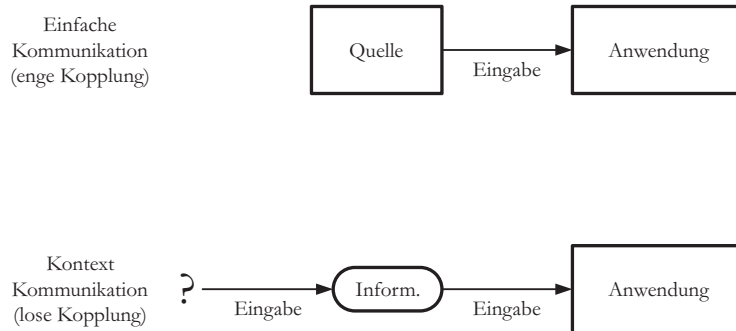 Einfache
Kommunikation
(enge Kopplung)
Quelle
Eingabe
Anwendung
Kontext
Kommunikation
(lose Kopplung)
?
Eingabe
Inform.
Eingabe
Anwendung